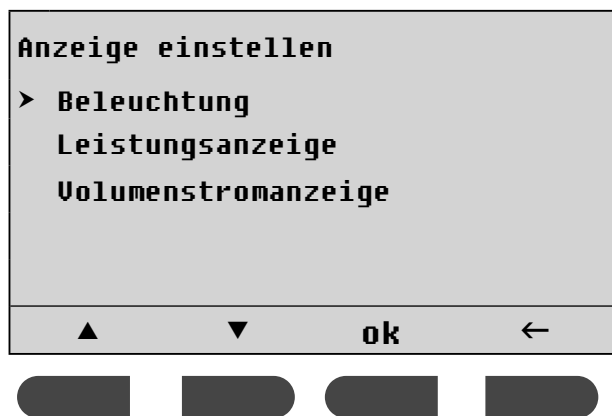 Anzeige einstellen
➤ Beleuchtung
Leistungsanzeige
Volumenstromanzeige
▲ ▼ ok ←